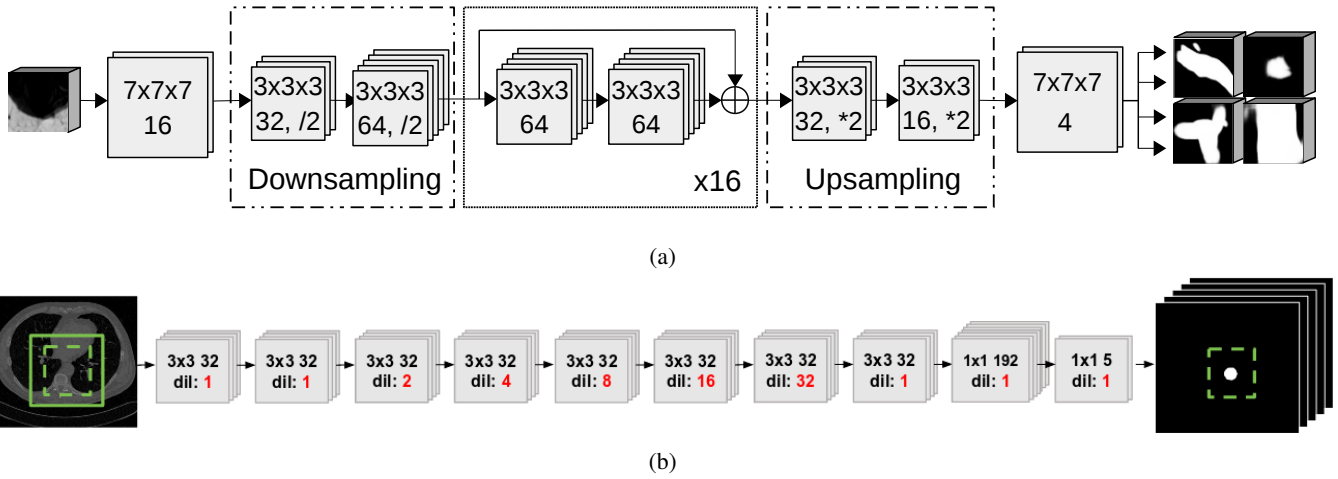 7x7x7
16
3x3x3
32, /2
3x3x3
64, /2
Downsampling
3x3x3
64
3x3x3
64
x16
3x3x3
32, *2
3x3x3
16, *2
Upsampling
7x7x7
4
(a)
3x3 32
dil: 1
3x3 32
dil: 1
3x3 32
dil: 2
3x3 32
dil: 4
3x3 32
dil: 8
3x3 32
dil: 16
3x3 32
dil: 32
3x3 32
dil: 1
1x1 192
dil: 1
1x1 5
dil: 1
(b)